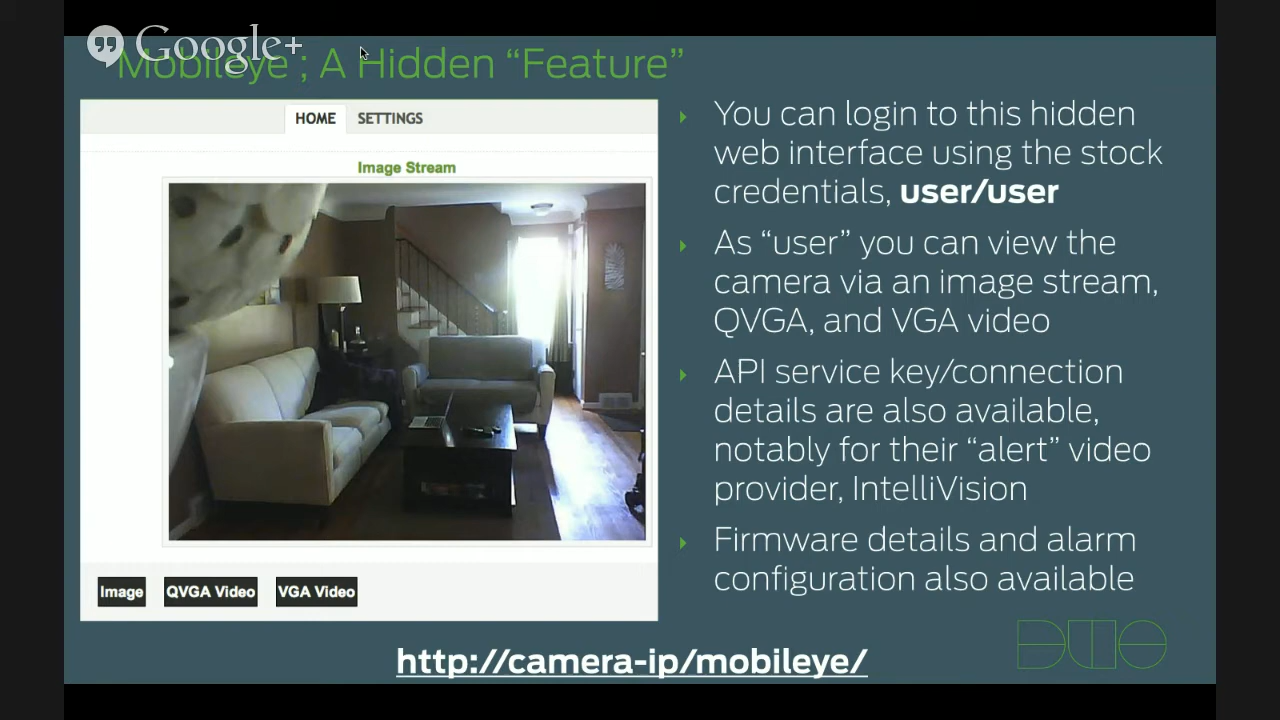 Google+
"Mobileye"; A Hidden “Feature”
HOME SETTINGS
Image Stream
Image QVGA Video VGA Video
You can login to this hidden
web interface using the stock
credentials, user/user
As “user” you can view the
camera via an image stream,
QVGA, and VGA video
API service key/connection
details are also available,
notably for their “alert” video
provider, IntelliVision
Firmware details and alarm
configuration also available
DUO
http://camera-ip/mobileye/